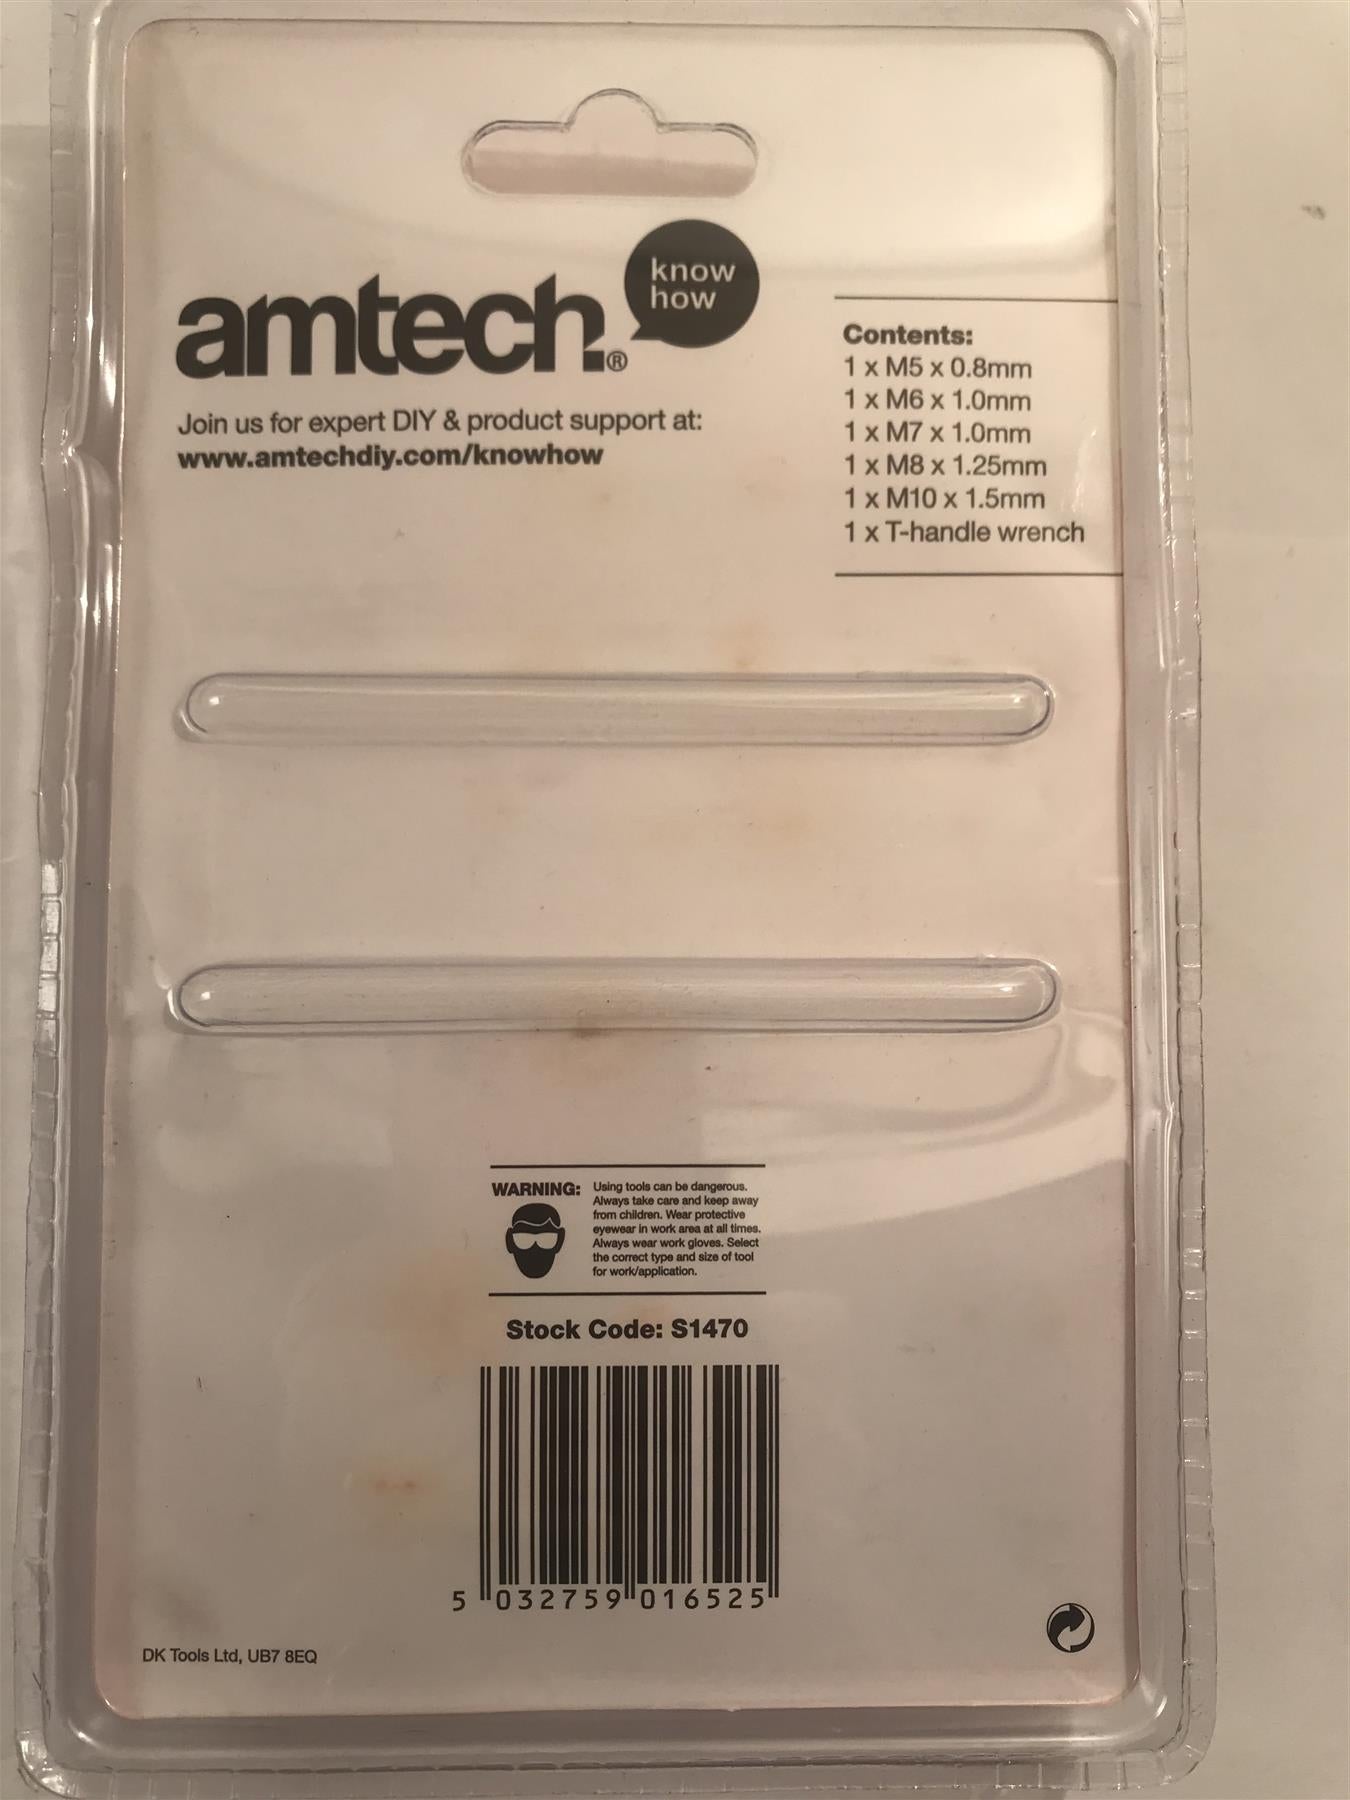 know
how
amtech®
Join us for expert DIY & product support at:
www.amtechdiy.com/knowhow
Contents:
1 x M5 x 0.8mm
1 x M6 x 1.0mm
1 x M7 x 1.0mm
1 x M8 x 1.25mm
1 x M10 x 1.5mm
1 x T-handle wrench
WARNING:
Using tools can be dangerous.
Always take care and keep away
from children. Wear protective
eyewear in work area at all times.
Always wear work gloves. Select
the correct type and size of tool
for work/application.
Stock Code: S1470
5 032759 016525
DK Tools Ltd, UB7 8EQ